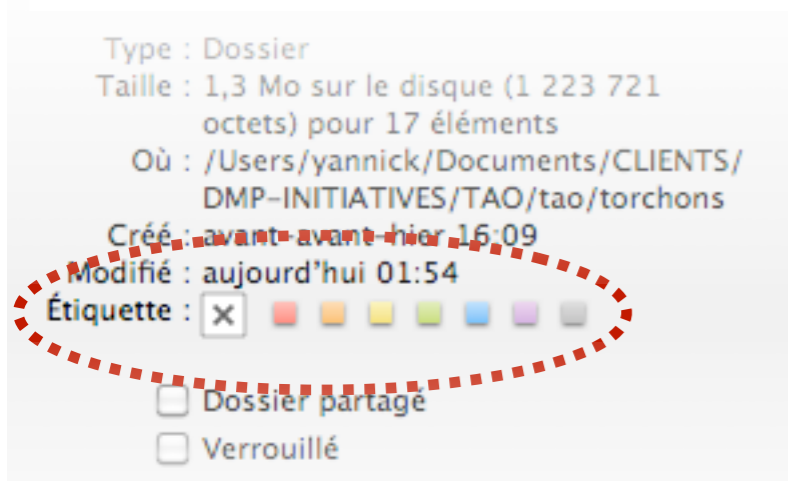 Type : Dossier
Taille : 1,3 Mo sur le disque (1 223 721
octets) pour 17 éléments
Où : /Users/yannick/Documents/CLIENTS/
DMP-INITIATIVES/TAO/tao/torchons
Créé : avant-avant-hier 16:09
Modifié : aujourd'hui 01:54
Étiquette :
Dossier partagé
Verrouillé